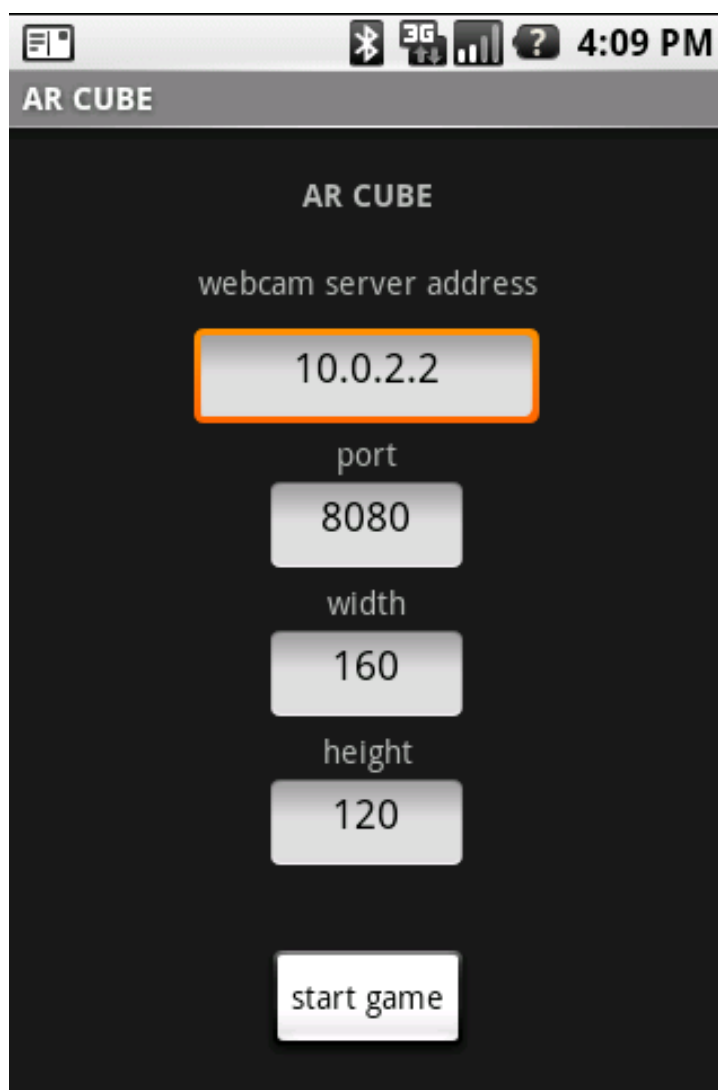 3G ? 4:09 PM
AR CUBE
AR CUBE
webcam server address
10.0.2.2
port
8080
width
160
height
120
start game